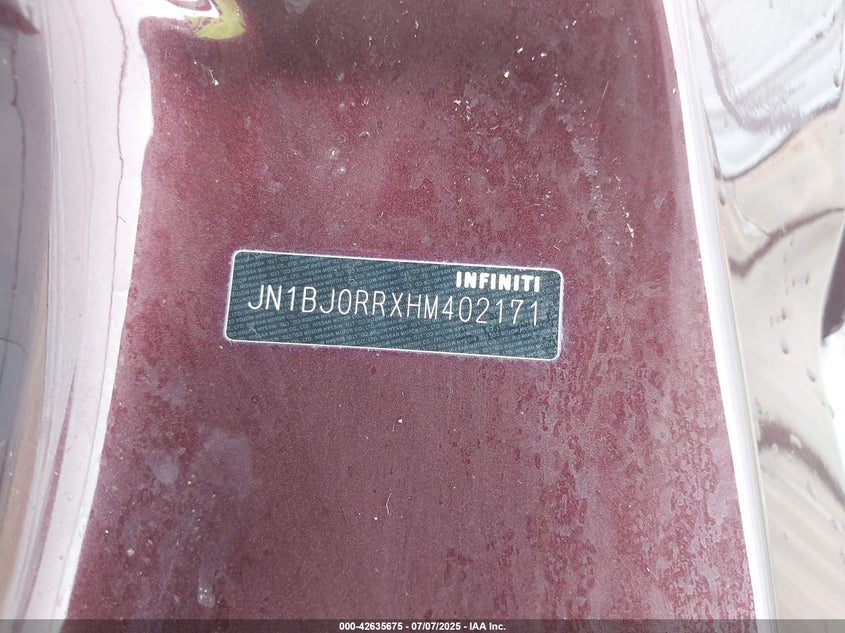 INFINITI
JN1BJ0RRXHM402171
000-42635675 - 07/07/2025 - IAA Inc.